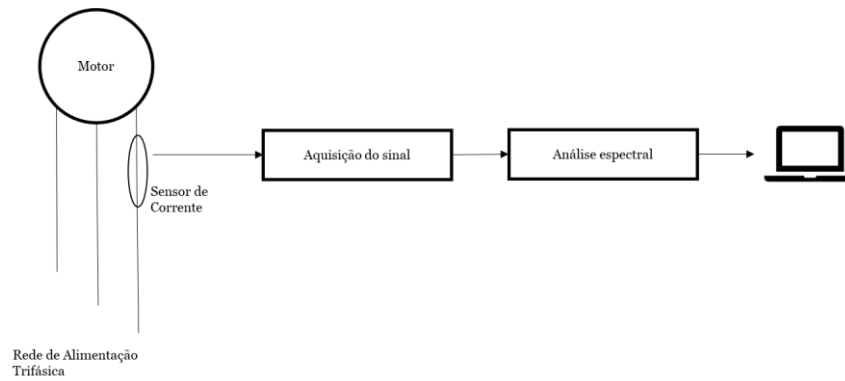 Motor
Aquisição do sinal
Análise espectral
Sensor de
Corrente
Rede de Alimentação
Trifásica